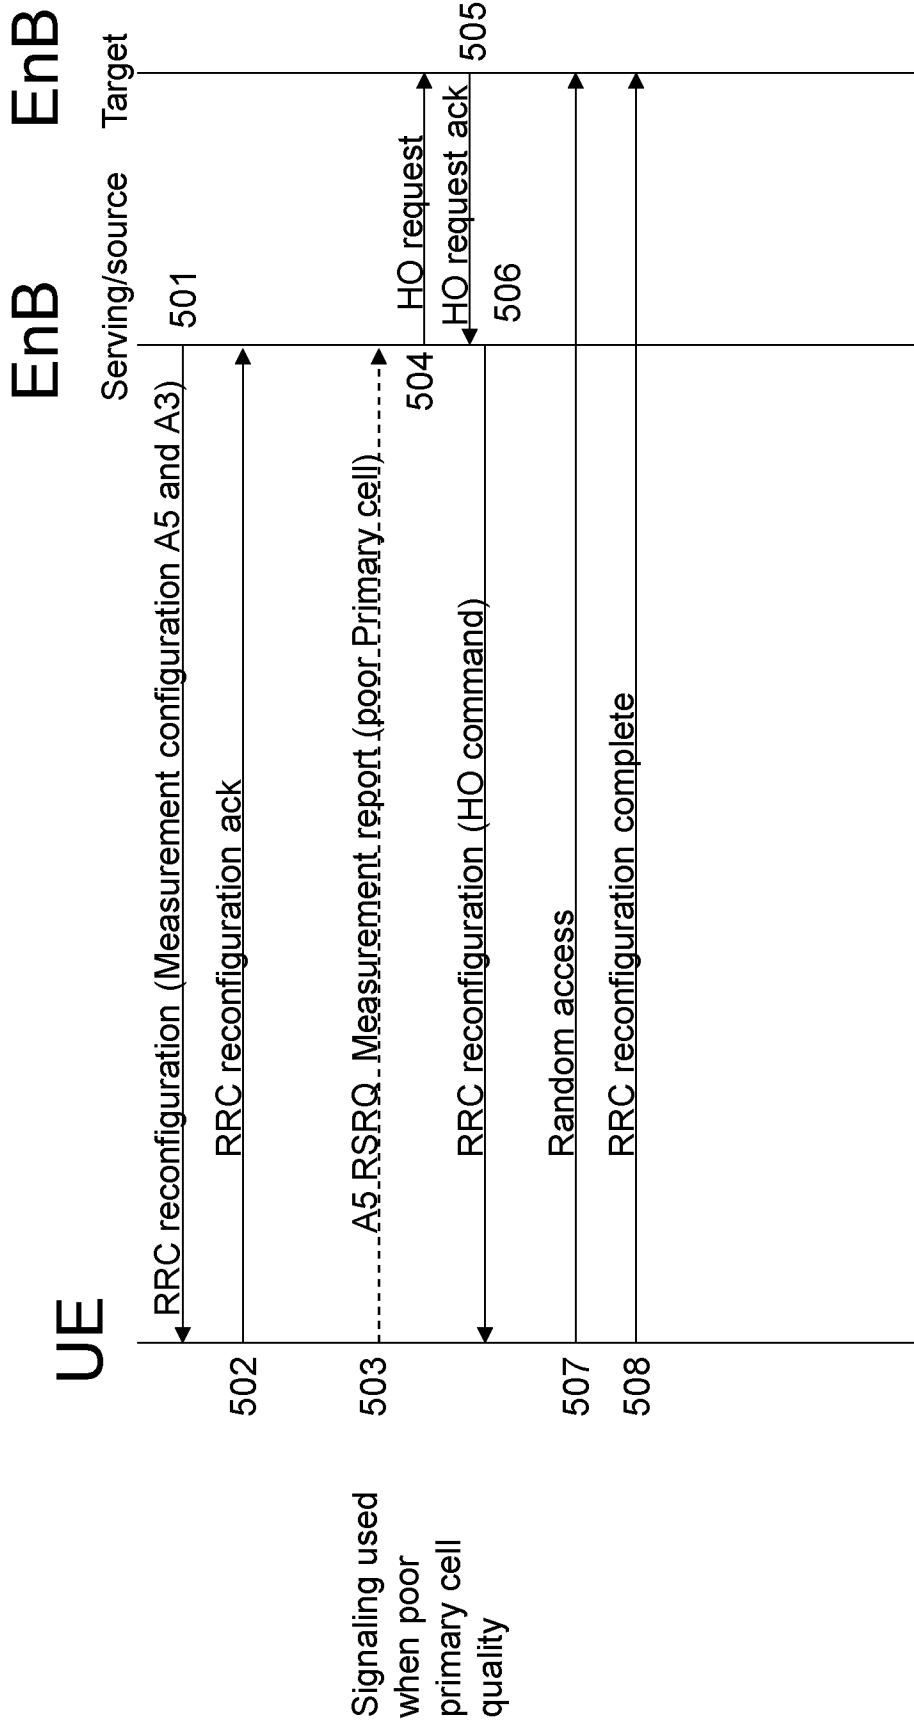 UE
EnB
EnB
Serving/source
Target
RRC reconfiguration (Measurement configuration A5 and A3)
501
502
RRC reconfiguration ack
Signaling used
when poor
primary cell
quality
503
A5 RSRQ Measurement report (poor Primary cell)
504
HO request
HO request ack
505
RRC reconfiguration (HO command)
506
507
Random access
508
RRC reconfiguration complete